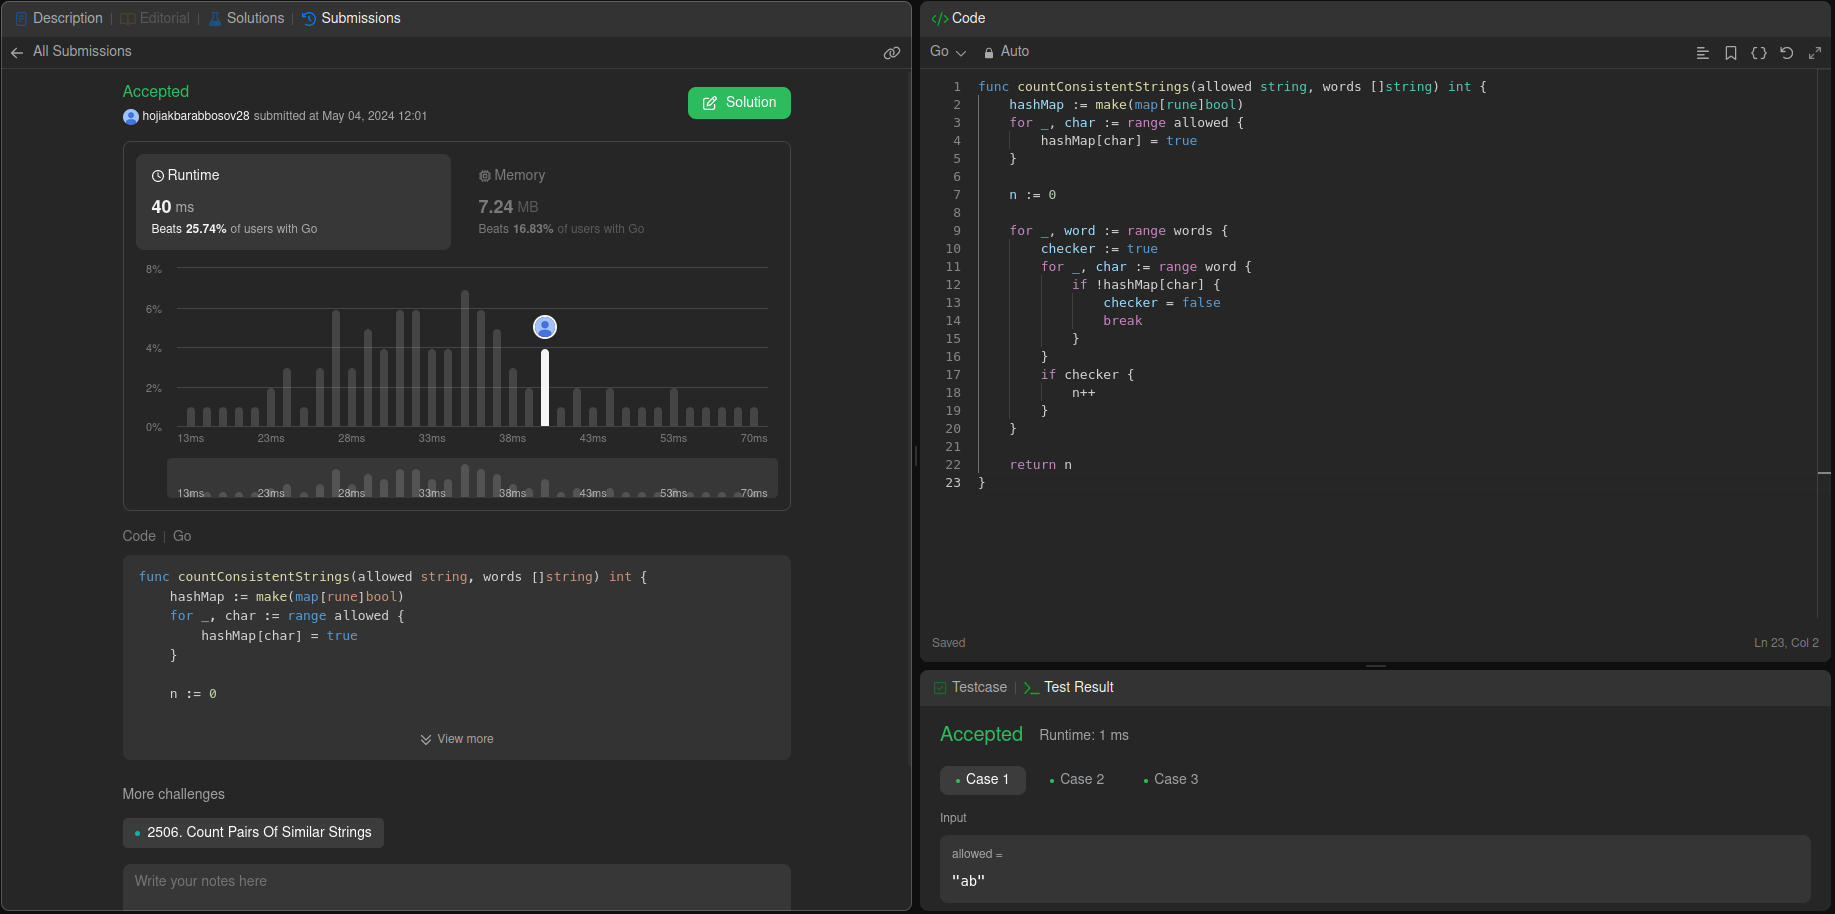 Description | Editorial | Solutions | Submissions
All Submissions
Accepted
hojiakbarabbosov28 submitted at May 04, 2024 12:01
Solution
Runtime
40 ms
Beats 25.74% of users with Go
Memory
7.24 MB
Beats 16.83% of users with Go
8%
6%
4%
2%
0%
13ms 23ms 28ms 33ms 38ms 43ms 53ms 70ms
13ms 23ms 28ms 33ms 38ms 43ms 53ms 70ms
Code | Go
func countConsistentStrings(allowed string, words []string) int {
    hashMap := make(map[rune]bool)
    for _, char := range allowed {
        hashMap[char] = true
    }
    n := 0
View more
More challenges
2506. Count Pairs Of Similar Strings
Write your notes here
</> Code
Go Auto
1 func countConsistentStrings(allowed string, words []string) int {
2     hashMap := make(map[rune]bool)
3     for _, char := range allowed {
4         hashMap[char] = true
5     }
6
7     n := 0
8
9     for _, word := range words {
10         checker := true
11         for _, char := range word {
12             if !hashMap[char] {
13                 checker = false
14                 break
15             }
16         }
17         if checker {
18             n++
19         }
20     }
21
22     return n
23 }
Saved
Ln 23, Col 2
Testcase | Test Result
Accepted Runtime: 1 ms
Case 1 Case 2 Case 3
Input
allowed =
"ab"